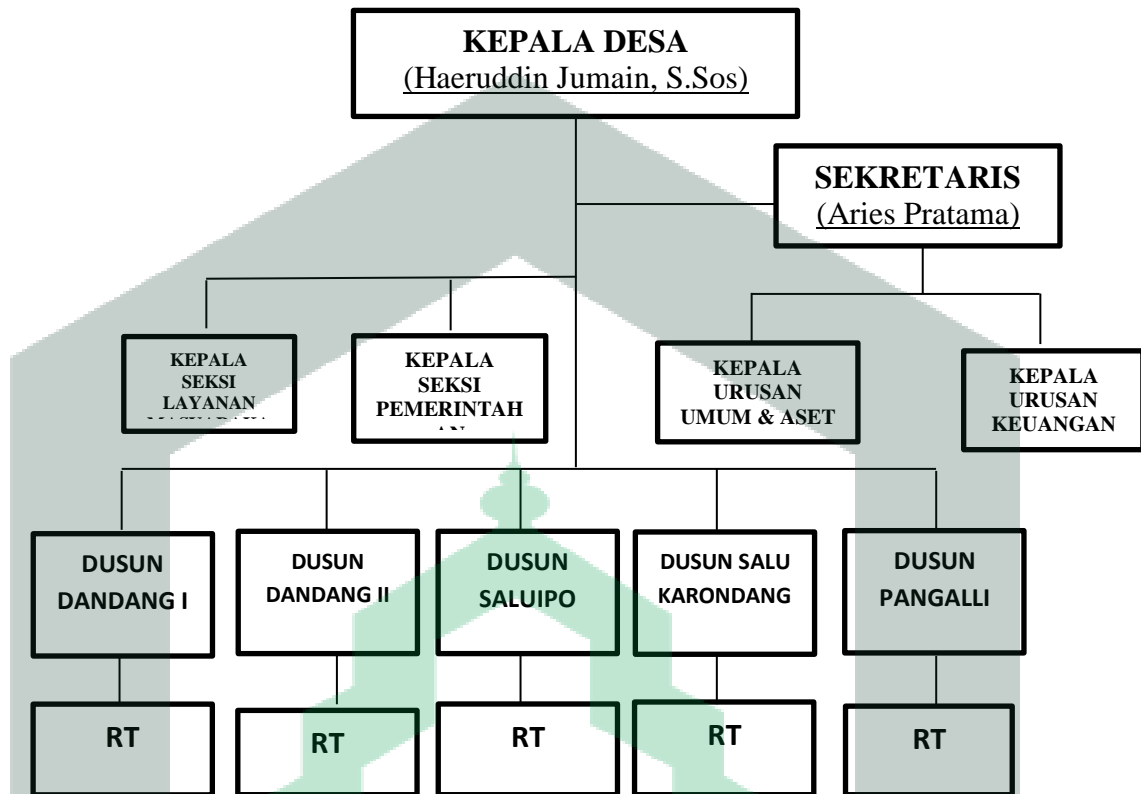 KEPALA DESA
(Haeruddin Jumain, S.Sos)
SEKRETARIS
(Aries Pratama)
KEPALA
SEKSI
LAYANAN
KEPALA
SEKSI
PEMERINTAH
AN
KEPALA
URUSAN
UMUM & ASET
KEPALA
URUSAN
KEUANGAN
DUSUN
DANDANG I
DUSUN
DANDANG II
DUSUN
SALUIPO
DUSUN SALU
KARONDANG
DUSUN
PANGALLI
RT
RT
RT
RT
RT